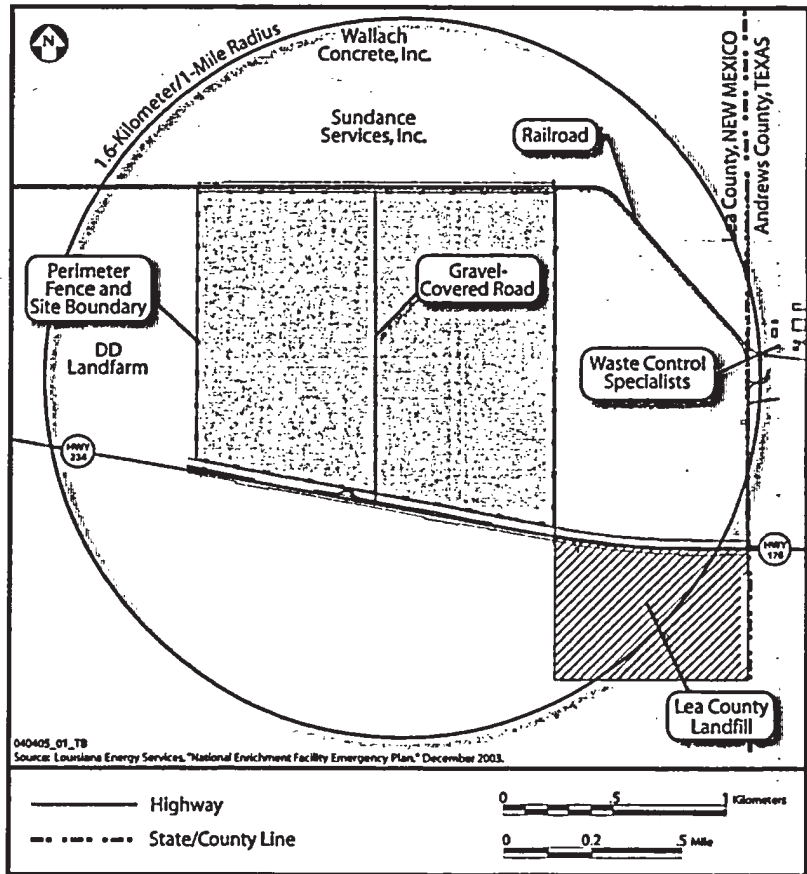 N
1.6-Kilometer/1-Mile Radius
Wallach
Concrete, Inc.
Sundance
Services, Inc.
Railroad
Lea County, NEW MEXICO
Andrews County, TEXAS
Perimeter
Fence and
Site Boundary
Gravel-
Covered Road
DD
Landfarm
Waste Control
Specialists
HWY
234
HWY
176
Lea County
Landfill
040405_01_TB
Source: Louisiana Energy Services, "National Enrichment Facility Emergency Plan." December 2003.
Highway
0 .5 1 Kilometers
State/County Line
0 0.2 .5 Mile